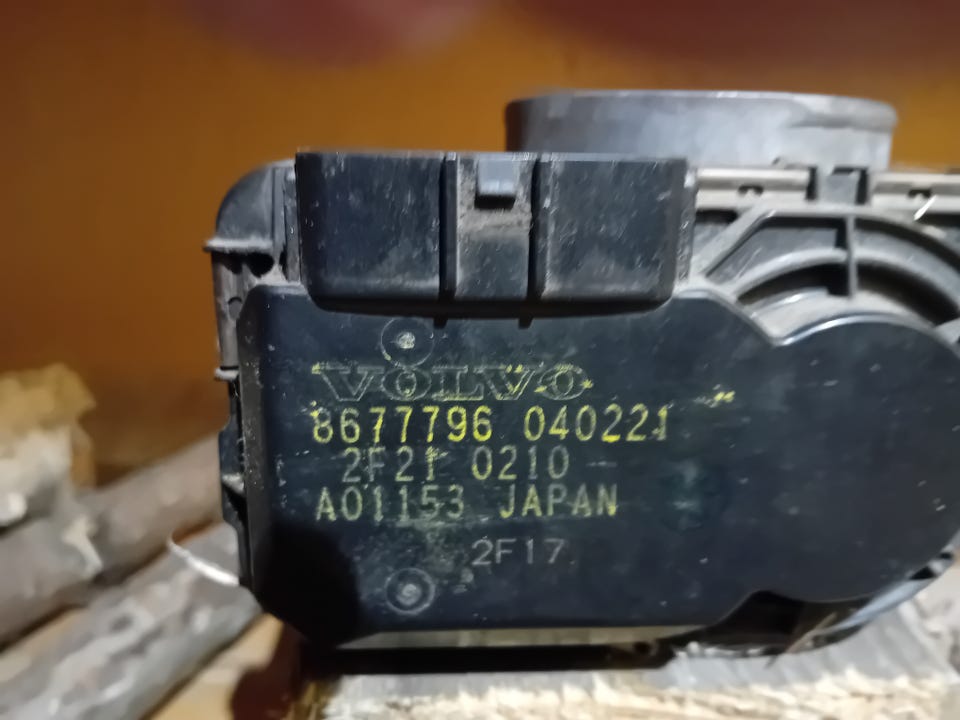 VOLVO
8677796 040221
2F21 0210
A01153 JAPAN
2F17